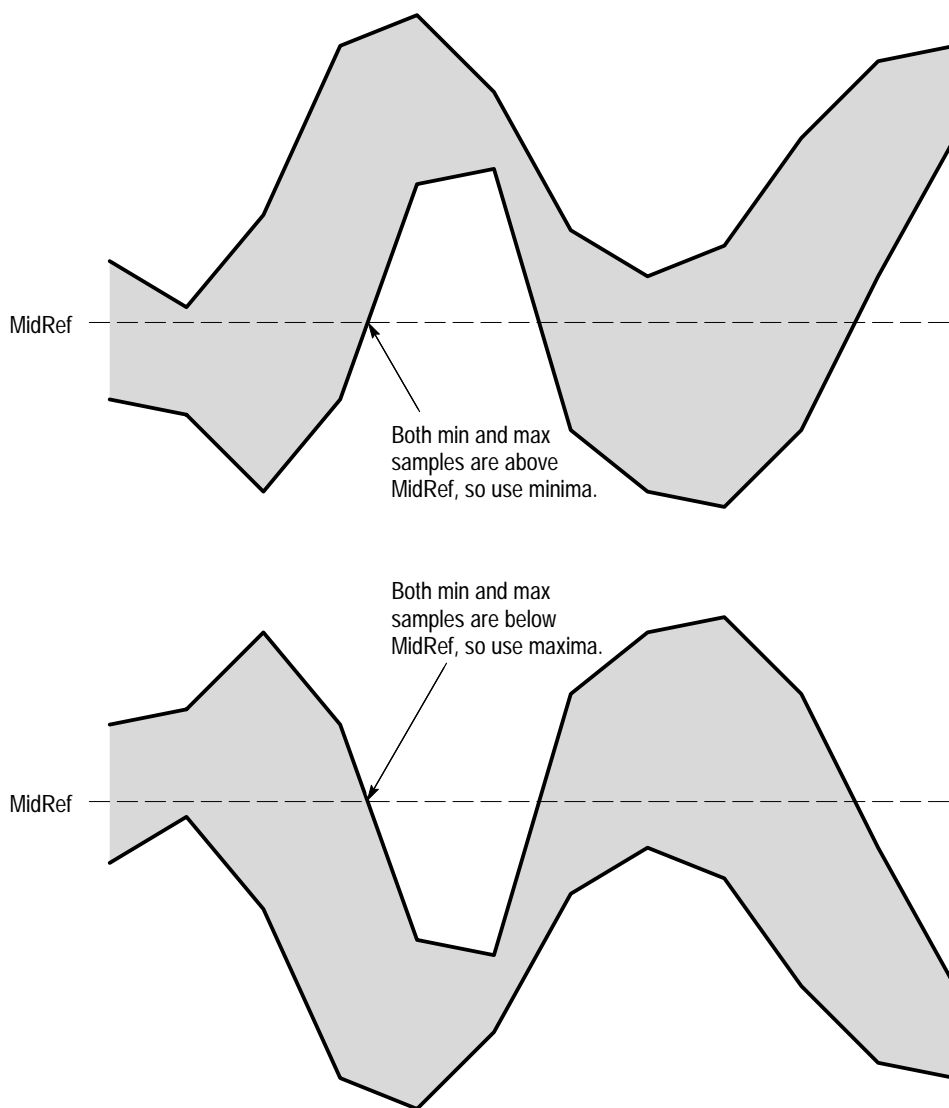 MidRef
Both min and max
samples are above
MidRef, so use minima.
Both min and max
samples are below
MidRef, so use maxima.
MidRef